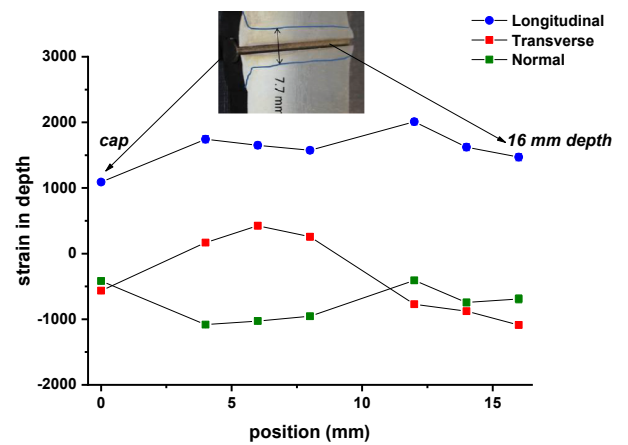 Longitudinal
Transverse
Normal
3000
2000
1000
0
-1000
-2000
strain in depth
cap
7.7 mm
16 mm depth
0
5
10
15
position (mm)